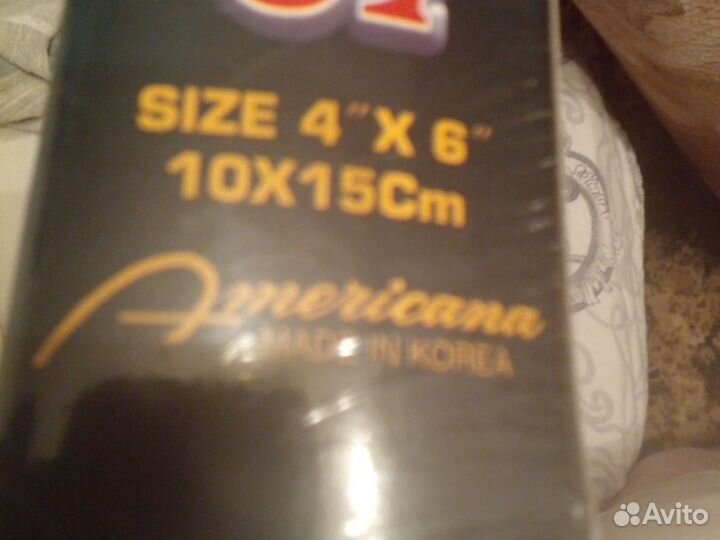 SIZE 4" X 6"
10X15Cm
Americana
MADE IN KOREA
Avito